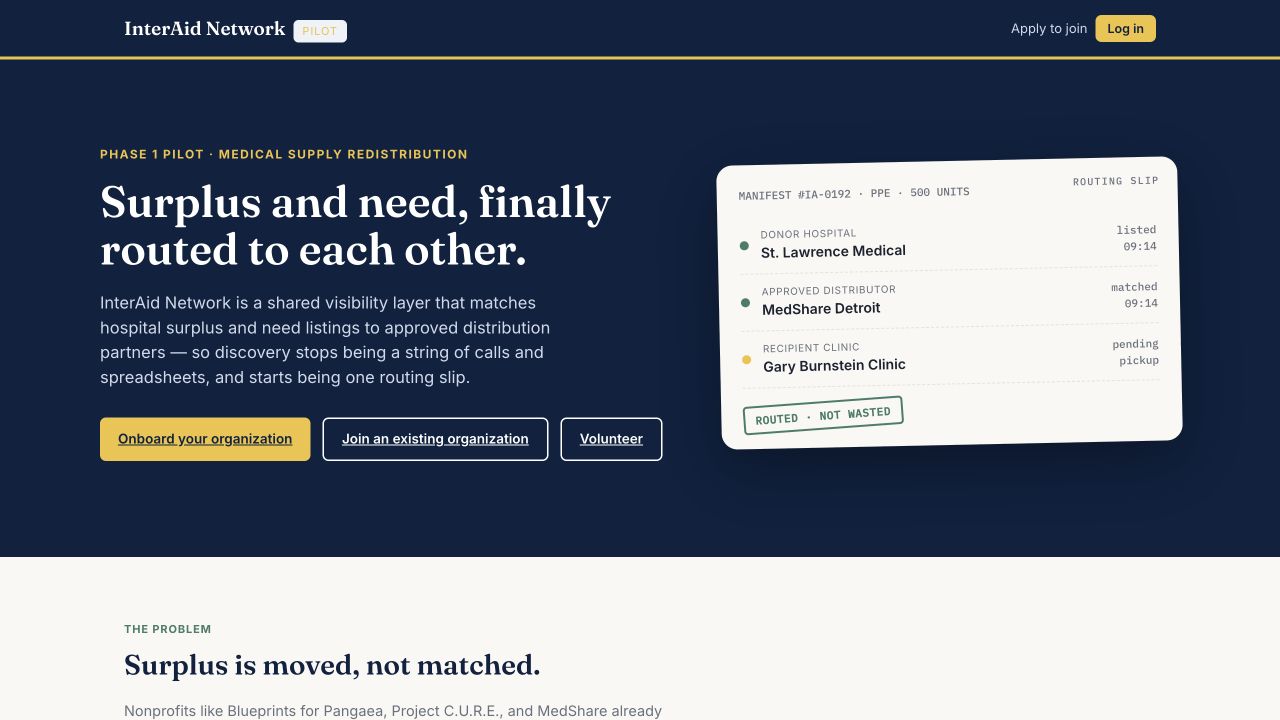 InterAid Network PILOT
Apply to join
Log in
PHASE 1 PILOT · MEDICAL SUPPLY REDISTRIBUTION
Surplus and need, finally
routed to each other.
InterAid Network is a shared visibility layer that matches
hospital surplus and need listings to approved distribution
partners — so discovery stops being a string of calls and
spreadsheets, and starts being one routing slip.
Onboard your organization
Join an existing organization
Volunteer
ROUTING SLIP
MANIFEST #IA-0192 · PPE · 500 UNITS
DONOR HOSPITAL
St. Lawrence Medical
listed
09:14
APPROVED DISTRIBUTOR
MedShare Detroit
matched
09:14
RECIPIENT CLINIC
Gary Burnstein Clinic
pending
pickup
ROUTED · NOT WASTED
THE PROBLEM
Surplus is moved, not matched.
Nonprofits like Blueprints for Pangaea, Project C.U.R.E., and MedShare already